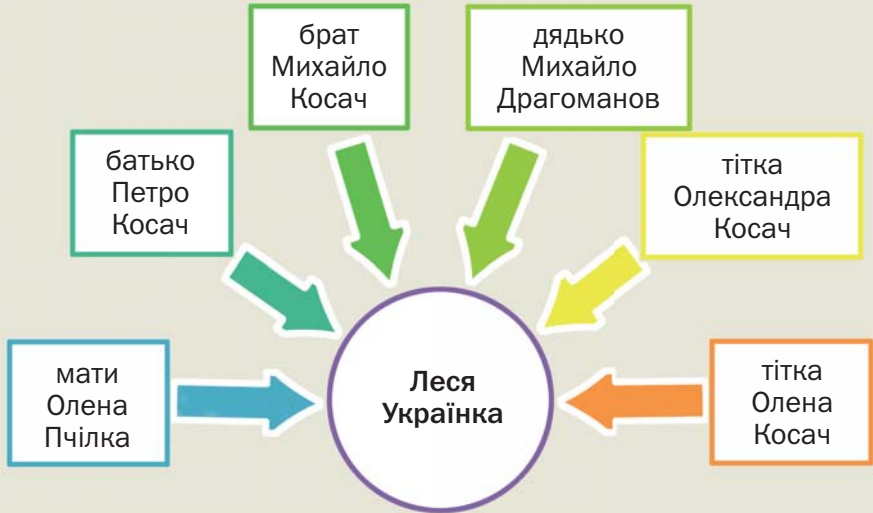 брат
Михайло
Косач
дядько
Михайло
Драгоманов
батько
Петро
Косач
тітка
Олександра
Косач
мати
Олена
Пчілка
Леся
Українка
тітка
Олена
Косач